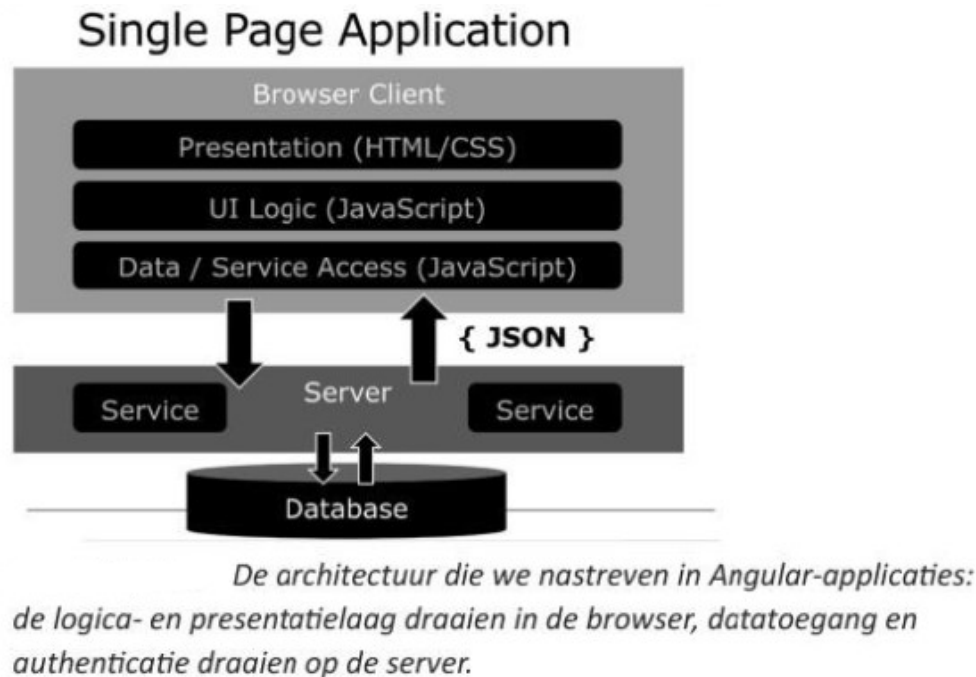 Single Page Application
Browser Client
Presentation (HTML/CSS)
UI Logic (JavaScript)
Data / Service Access (JavaScript)
{ JSON }
Server
Service
Service
Database
De architectuur die we nastreven in Angular-applicaties:
de logica- en presentatielaag draaien in de browser, datatoegang en
authenticatie draaien op de server.